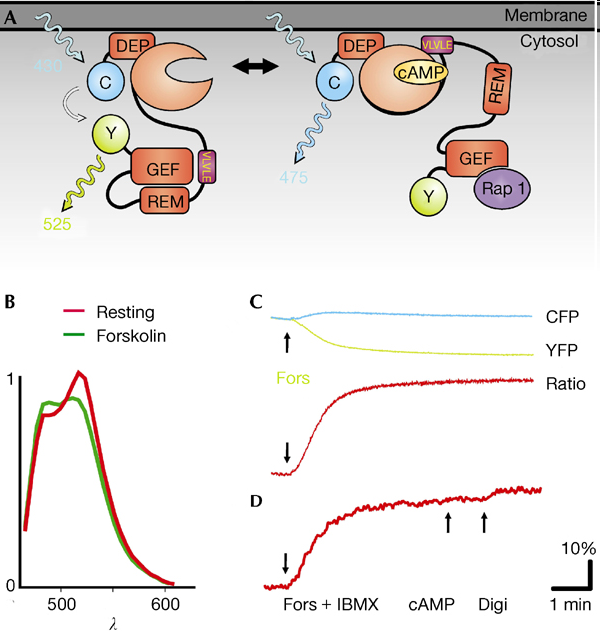 A
Membrane
Cytosol
DEP
430
C
Y
525
GEF
REM
VLVLE
DEP
VLVLE
cAMP
C
475
REM
GEF
Rap 1
Y
B
Resting
Forskolin
1
0
500
600
λ
C
CFP
YFP
Fors
Ratio
D
10%
Fors + IBMX
cAMP
Digi
1 min